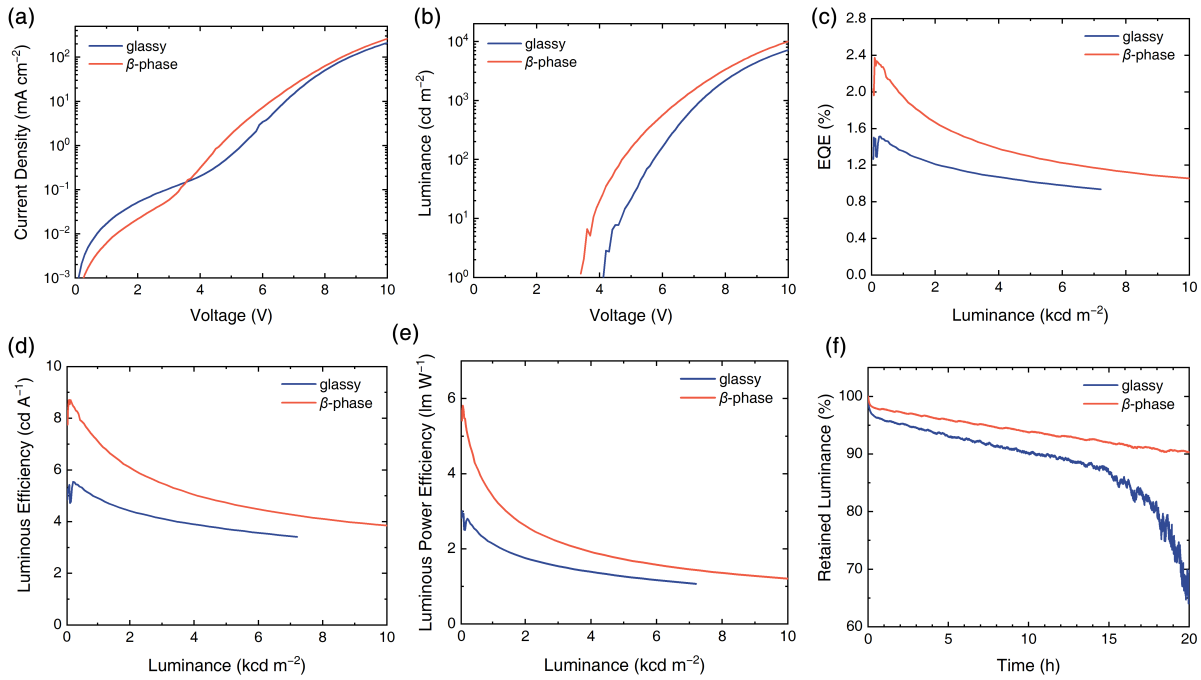 (a)
glassy
β-phase
Current Density (mA cm⁻²)
10²
10¹
10⁰
10⁻¹
10⁻²
10⁻³
0 2 4 6 8 10
Voltage (V)
(b)
glassy
β-phase
Luminance (cd m⁻²)
10⁴
10³
10²
10¹
10⁰
0 2 4 6 8 10
Voltage (V)
(c)
glassy
β-phase
EQE (%)
2.8
2.4
2.0
1.6
1.2
0.8
0.4
0.0
0 2 4 6 8 10
Luminance (kcd m⁻²)
(d)
glassy
β-phase
Luminous Efficiency (cd A⁻¹)
10
8
6
4
2
0
0 2 4 6 8 10
Luminance (kcd m⁻²)
(e)
glassy
β-phase
Luminous Power Efficiency (lm W⁻¹)
6
4
2
0
0 2 4 6 8 10
Luminance (kcd m⁻²)
(f)
glassy
β-phase
Retained Luminance (%)
100
90
80
70
60
0 5 10 15 20
Time (h)